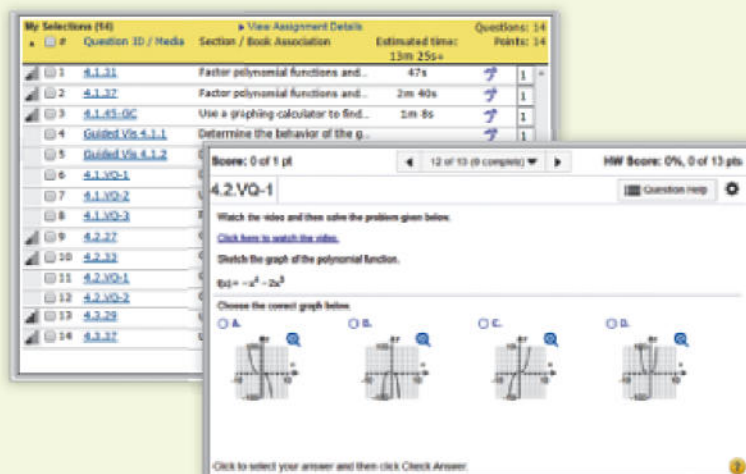 My Selections (14) View Assignment Details Questions: 14
# Question ID / Media Section / Book Association Estimated time: Points: 14
13m 25s+
1 4.1.31 Factor polynomial functions and... 47s 1
2 4.1.37 Factor polynomial functions and... 2m 40s 1
3 4.1.45-GC Use a graphing calculator to find... 1m 8s 1
4 Guided Vis 4.1.1 Determine the behavior of the g... 1
5 Guided Vis 4.1.2
6 4.1.VQ-1
7 4.1.VQ-2
8 4.1.VQ-3
9 4.2.27
10 4.2.33
11 4.2.VQ-1
12 4.2.VQ-2
13 4.3.29
14 4.3.37
Score: 0 of 1 pt 12 of 13 (0 complete) HW Score: 0%, 0 of 13 pts
4.2.VQ-1 Question Help
Watch the video and then solve the problem given below.
Click here to watch the video.
Sketch the graph of the polynomial function.
f(x) = −x⁴ − 2x³
Choose the correct graph below.
A. B. C. D.
Click to select your answer and then click Check Answer.
?